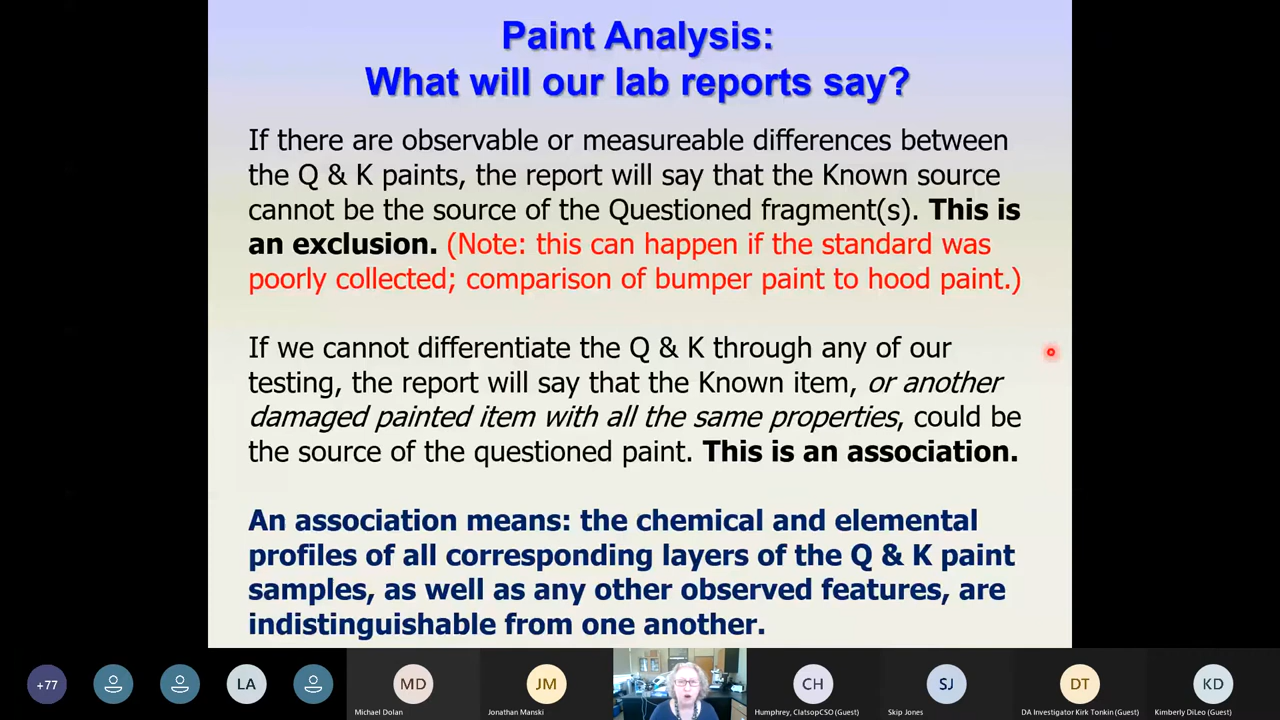 Paint Analysis:
What will our lab reports say?
If there are observable or measureable differences between
the Q & K paints, the report will say that the Known source
cannot be the source of the Questioned fragment(s). This is
an exclusion. (Note: this can happen if the standard was
poorly collected; comparison of bumper paint to hood paint.)
If we cannot differentiate the Q & K through any of our
testing, the report will say that the Known item, or another
damaged painted item with all the same properties, could be
the source of the questioned paint. This is an association.
An association means: the chemical and elemental
profiles of all corresponding layers of the Q & K paint
samples, as well as any other observed features, are
indistinguishable from one another.
+77
LA
MD
JM
CH
SJ
DT
KD
Michael Dolan
Jonathan Manski
Humphrey, ClatsopCSO (Guest)
Skip Jones
DA Investigator Kirk Tonkin (Guest)
Kimberly DiLeo (Guest)